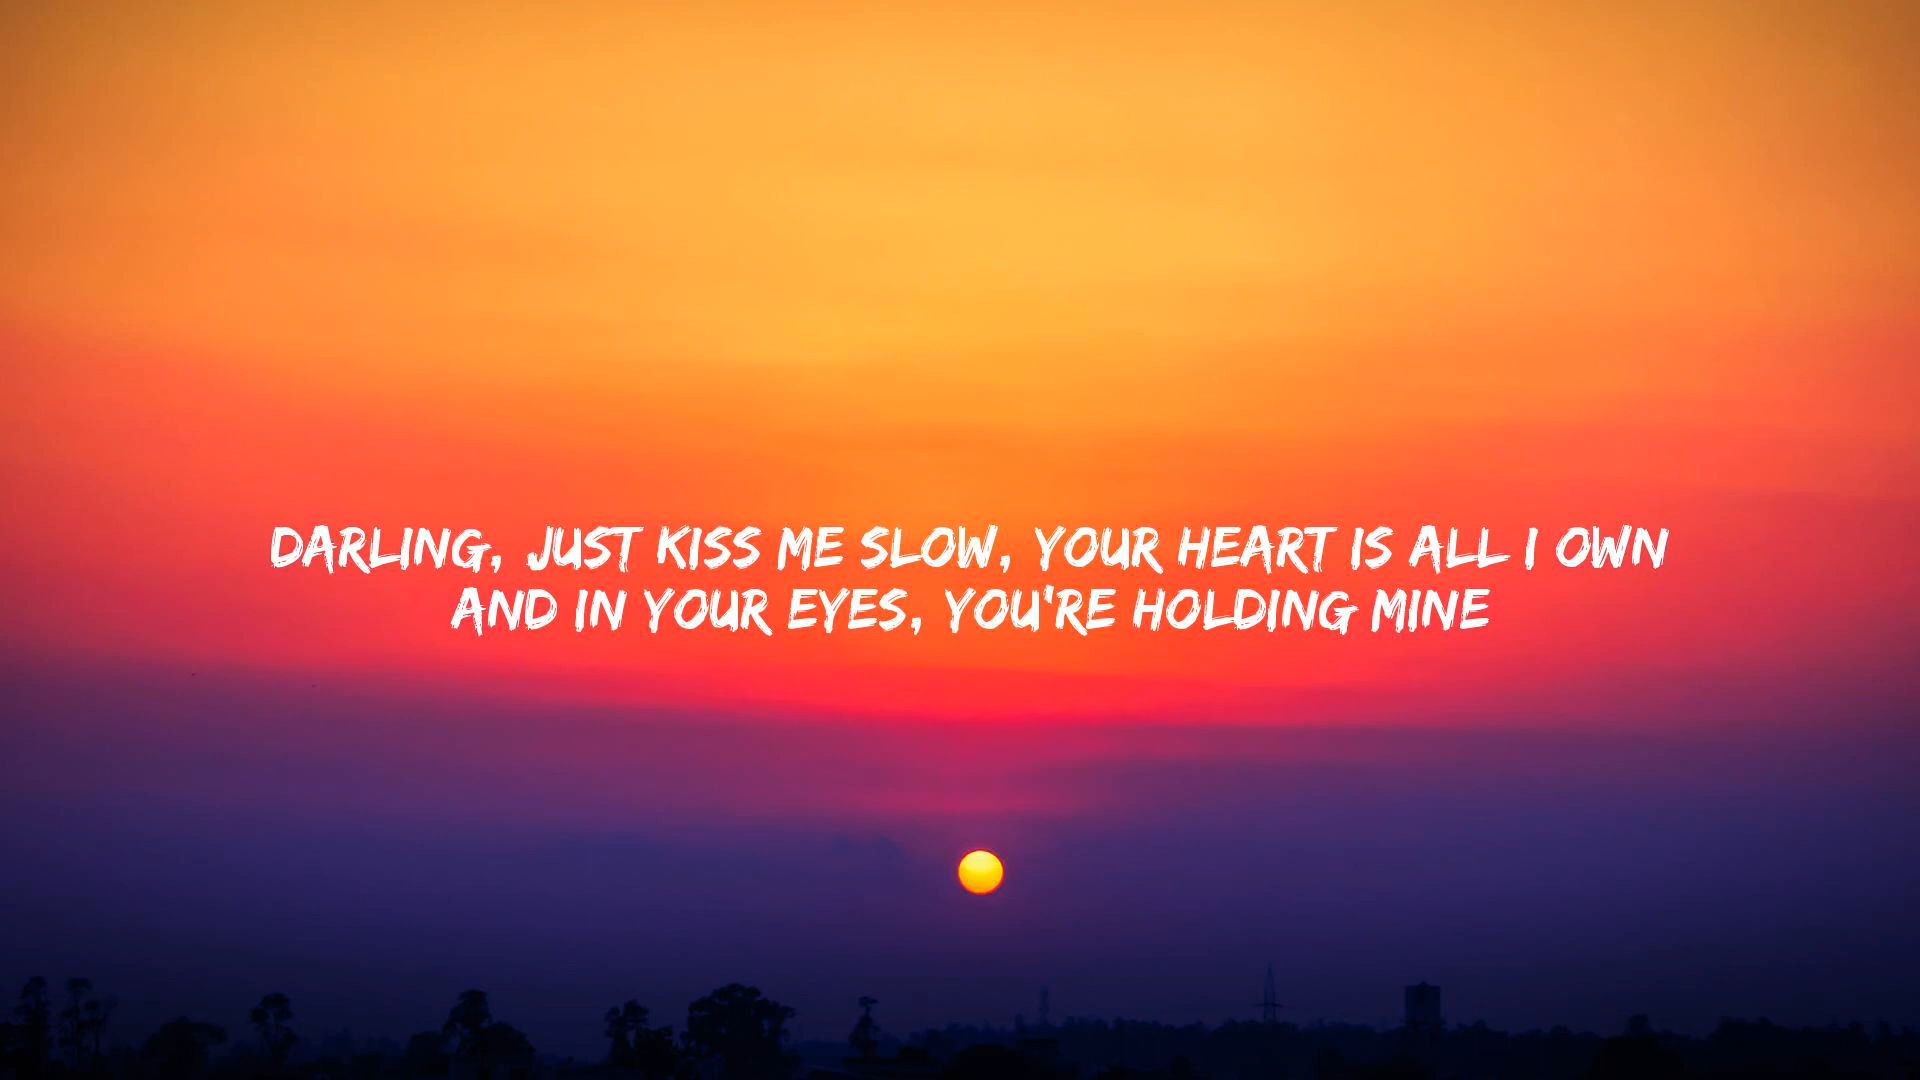 DARLING, JUST KISS ME SLOW, YOUR HEART IS ALL I OWN
AND IN YOUR EYES, YOU'RE HOLDING MINE